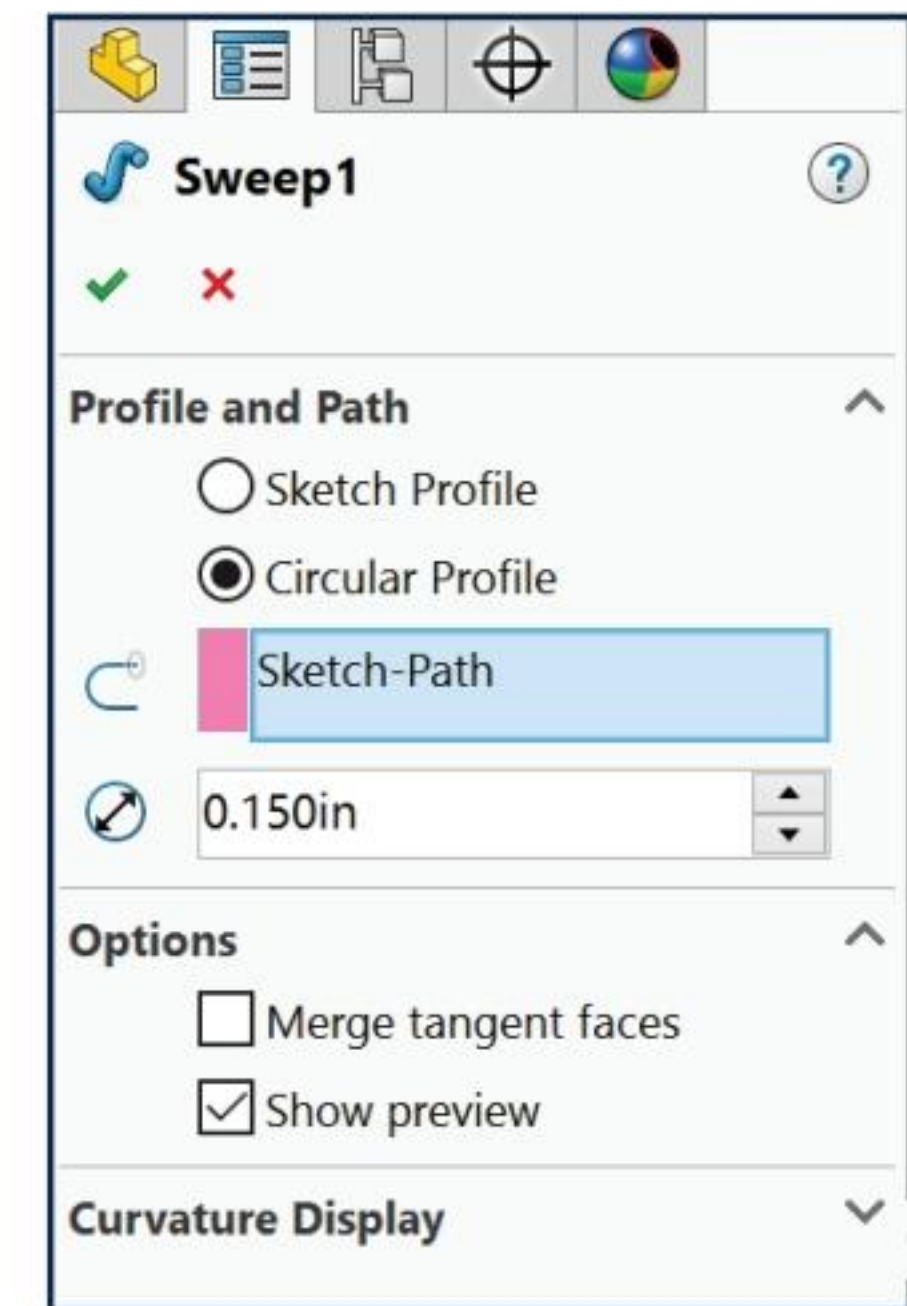 Sweep1
?
Profile and Path
Sketch Profile
Circular Profile
Sketch-Path
0.150in
Options
Merge tangent faces
Show preview
Curvature Display